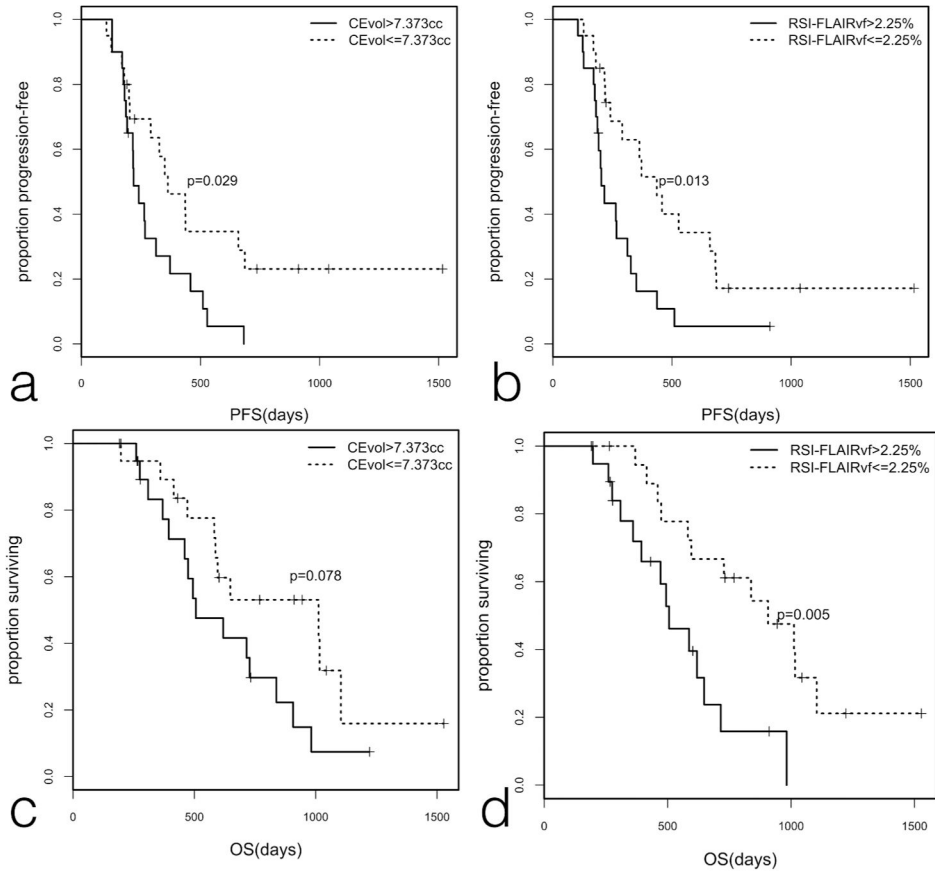 CEvol>7.373cc
CEvol<=7.373cc
p=0.029
proportion progression-free
0.0 0.2 0.4 0.6 0.8 1.0
0 500 1000 1500
PFS(days)
a
RSI-FLAIRvf>2.25%
RSI-FLAIRvf<=2.25%
p=0.013
proportion progression-free
0.0 0.2 0.4 0.6 0.8 1.0
0 500 1000 1500
PFS(days)
b
CEvol>7.373cc
CEvol<=7.373cc
p=0.078
proportion surviving
0.0 0.2 0.4 0.6 0.8 1.0
0 500 1000 1500
OS(days)
c
RSI-FLAIRvf>2.25%
RSI-FLAIRvf<=2.25%
p=0.005
proportion surviving
0.0 0.2 0.4 0.6 0.8 1.0
0 500 1000 1500
OS(days)
d